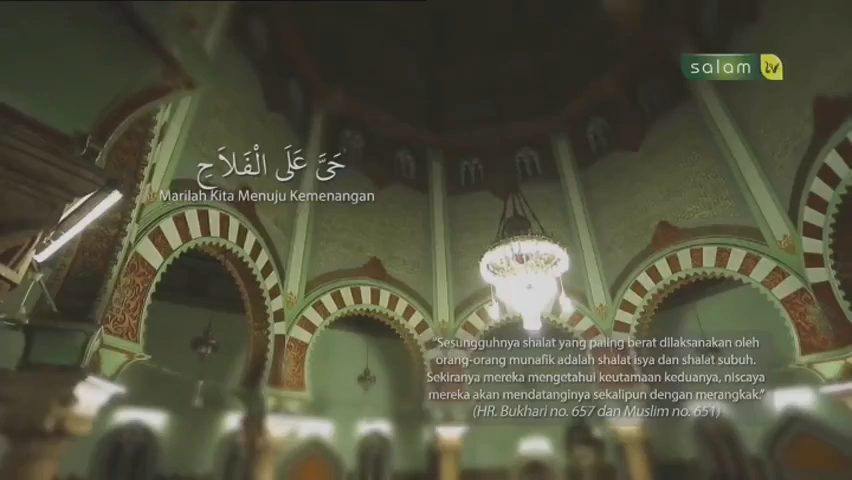 salam tv
حَيَّ عَلَى الْفَلاَحِ
Marilah Kita Menuju Kemenangan
"Sesungguhnya shalat yang paling berat dilaksanakan oleh
orang-orang munafik adalah shalat isya dan shalat subuh.
Sekiranya mereka mengetahui keutamaan keduanya, niscaya
mereka akan mendatanginya sekalipun dengan merangkak."
(HR. Bukhari no. 657 dan Muslim no. 651)